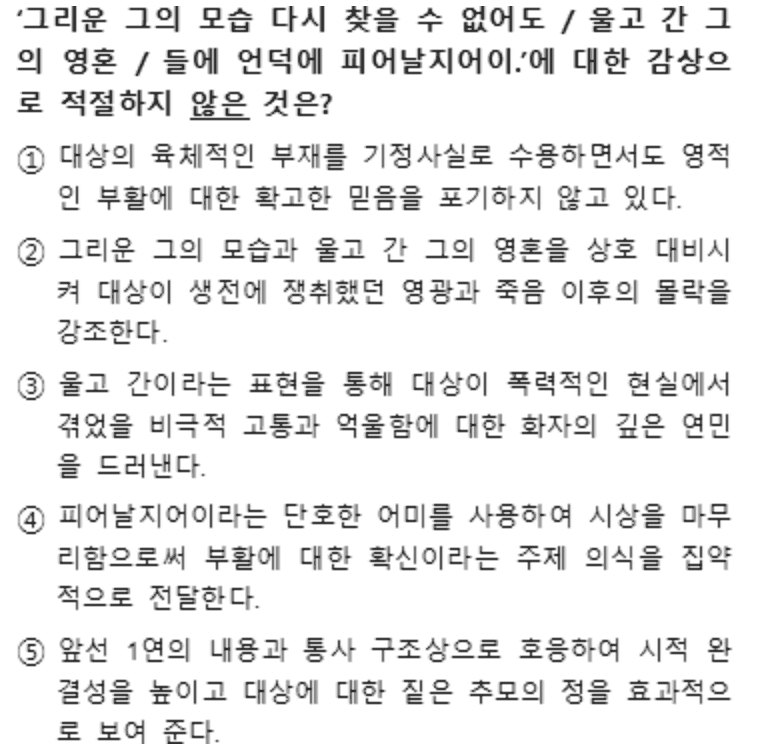 ‘그리운 그의 모습 다시 찾을 수 없어도 / 울고 간 그
의 영혼 / 들에 언덕에 피어날지어이.’에 대한 감상으
로 적절하지 않은 것은?
① 대상의 육체적인 부재를 기정사실로 수용하면서도 영적
인 부활에 대한 확고한 믿음을 포기하지 않고 있다.
② 그리운 그의 모습과 울고 간 그의 영혼을 상호 대비시
켜 대상이 생전에 쟁취했던 영광과 죽음 이후의 몰락을
강조한다.
③ 울고 간이라는 표현을 통해 대상이 폭력적인 현실에서
겪었을 비극적 고통과 억울함에 대한 화자의 깊은 연민
을 드러낸다.
④ 피어날지어이라는 단호한 어미를 사용하여 시상을 마무
리함으로써 부활에 대한 확신이라는 주제 의식을 집약
적으로 전달한다.
⑤ 앞선 1연의 내용과 통사 구조상으로 호응하여 시적 완
결성을 높이고 대상에 대한 짙은 추모의 정을 효과적으
로 보여 준다.